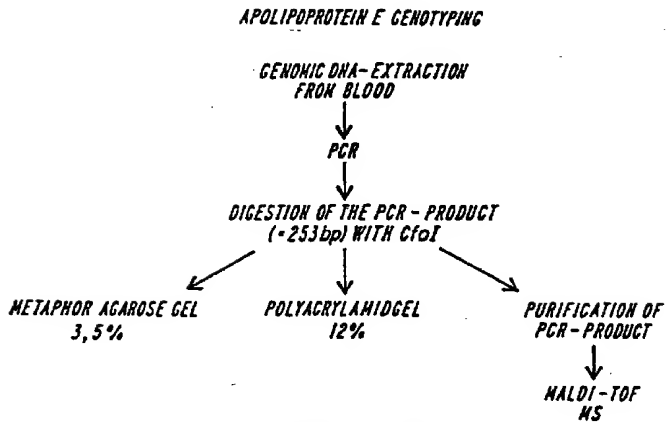 APOLIPOPROTEIN E GENOTYPING
GENOMIC DNA-EXTRACTION
FROM BLOOD
PCR
DIGESTION OF THE PCR-PRODUCT
(=253bp) WITH CfoI
METAPHOR AGAROSE GEL
3,5%
POLYACRYLAMIDGEL
12%
PURIFICATION OF
PCR-PRODUCT
MALDI-TOF
MS